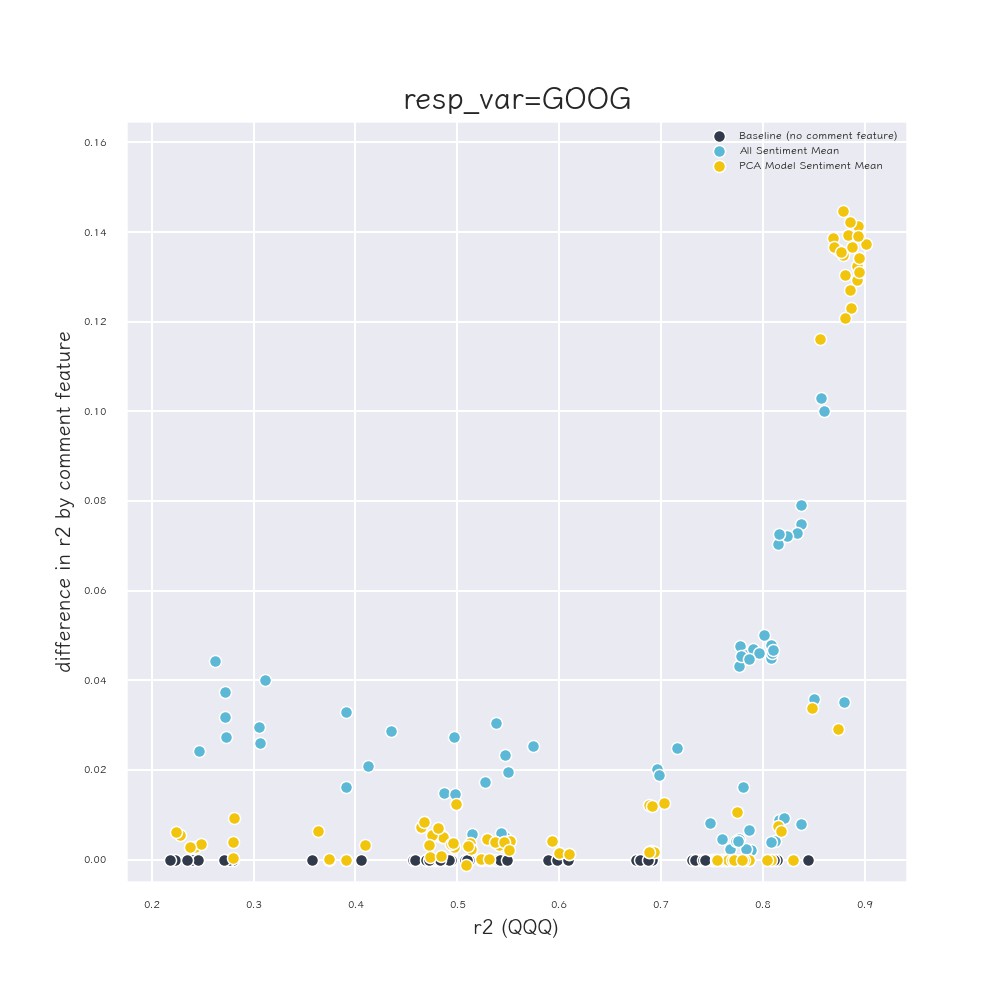 resp_var=GOOG
Baseline (no comment feature)
All Sentiment Mean
PCA Model Sentiment Mean
difference in r2 by comment feature
0.16
0.14
0.12
0.10
0.08
0.06
0.04
0.02
0.00
0.2 0.3 0.4 0.5 0.6 0.7 0.8 0.9
r2 (QQQ)